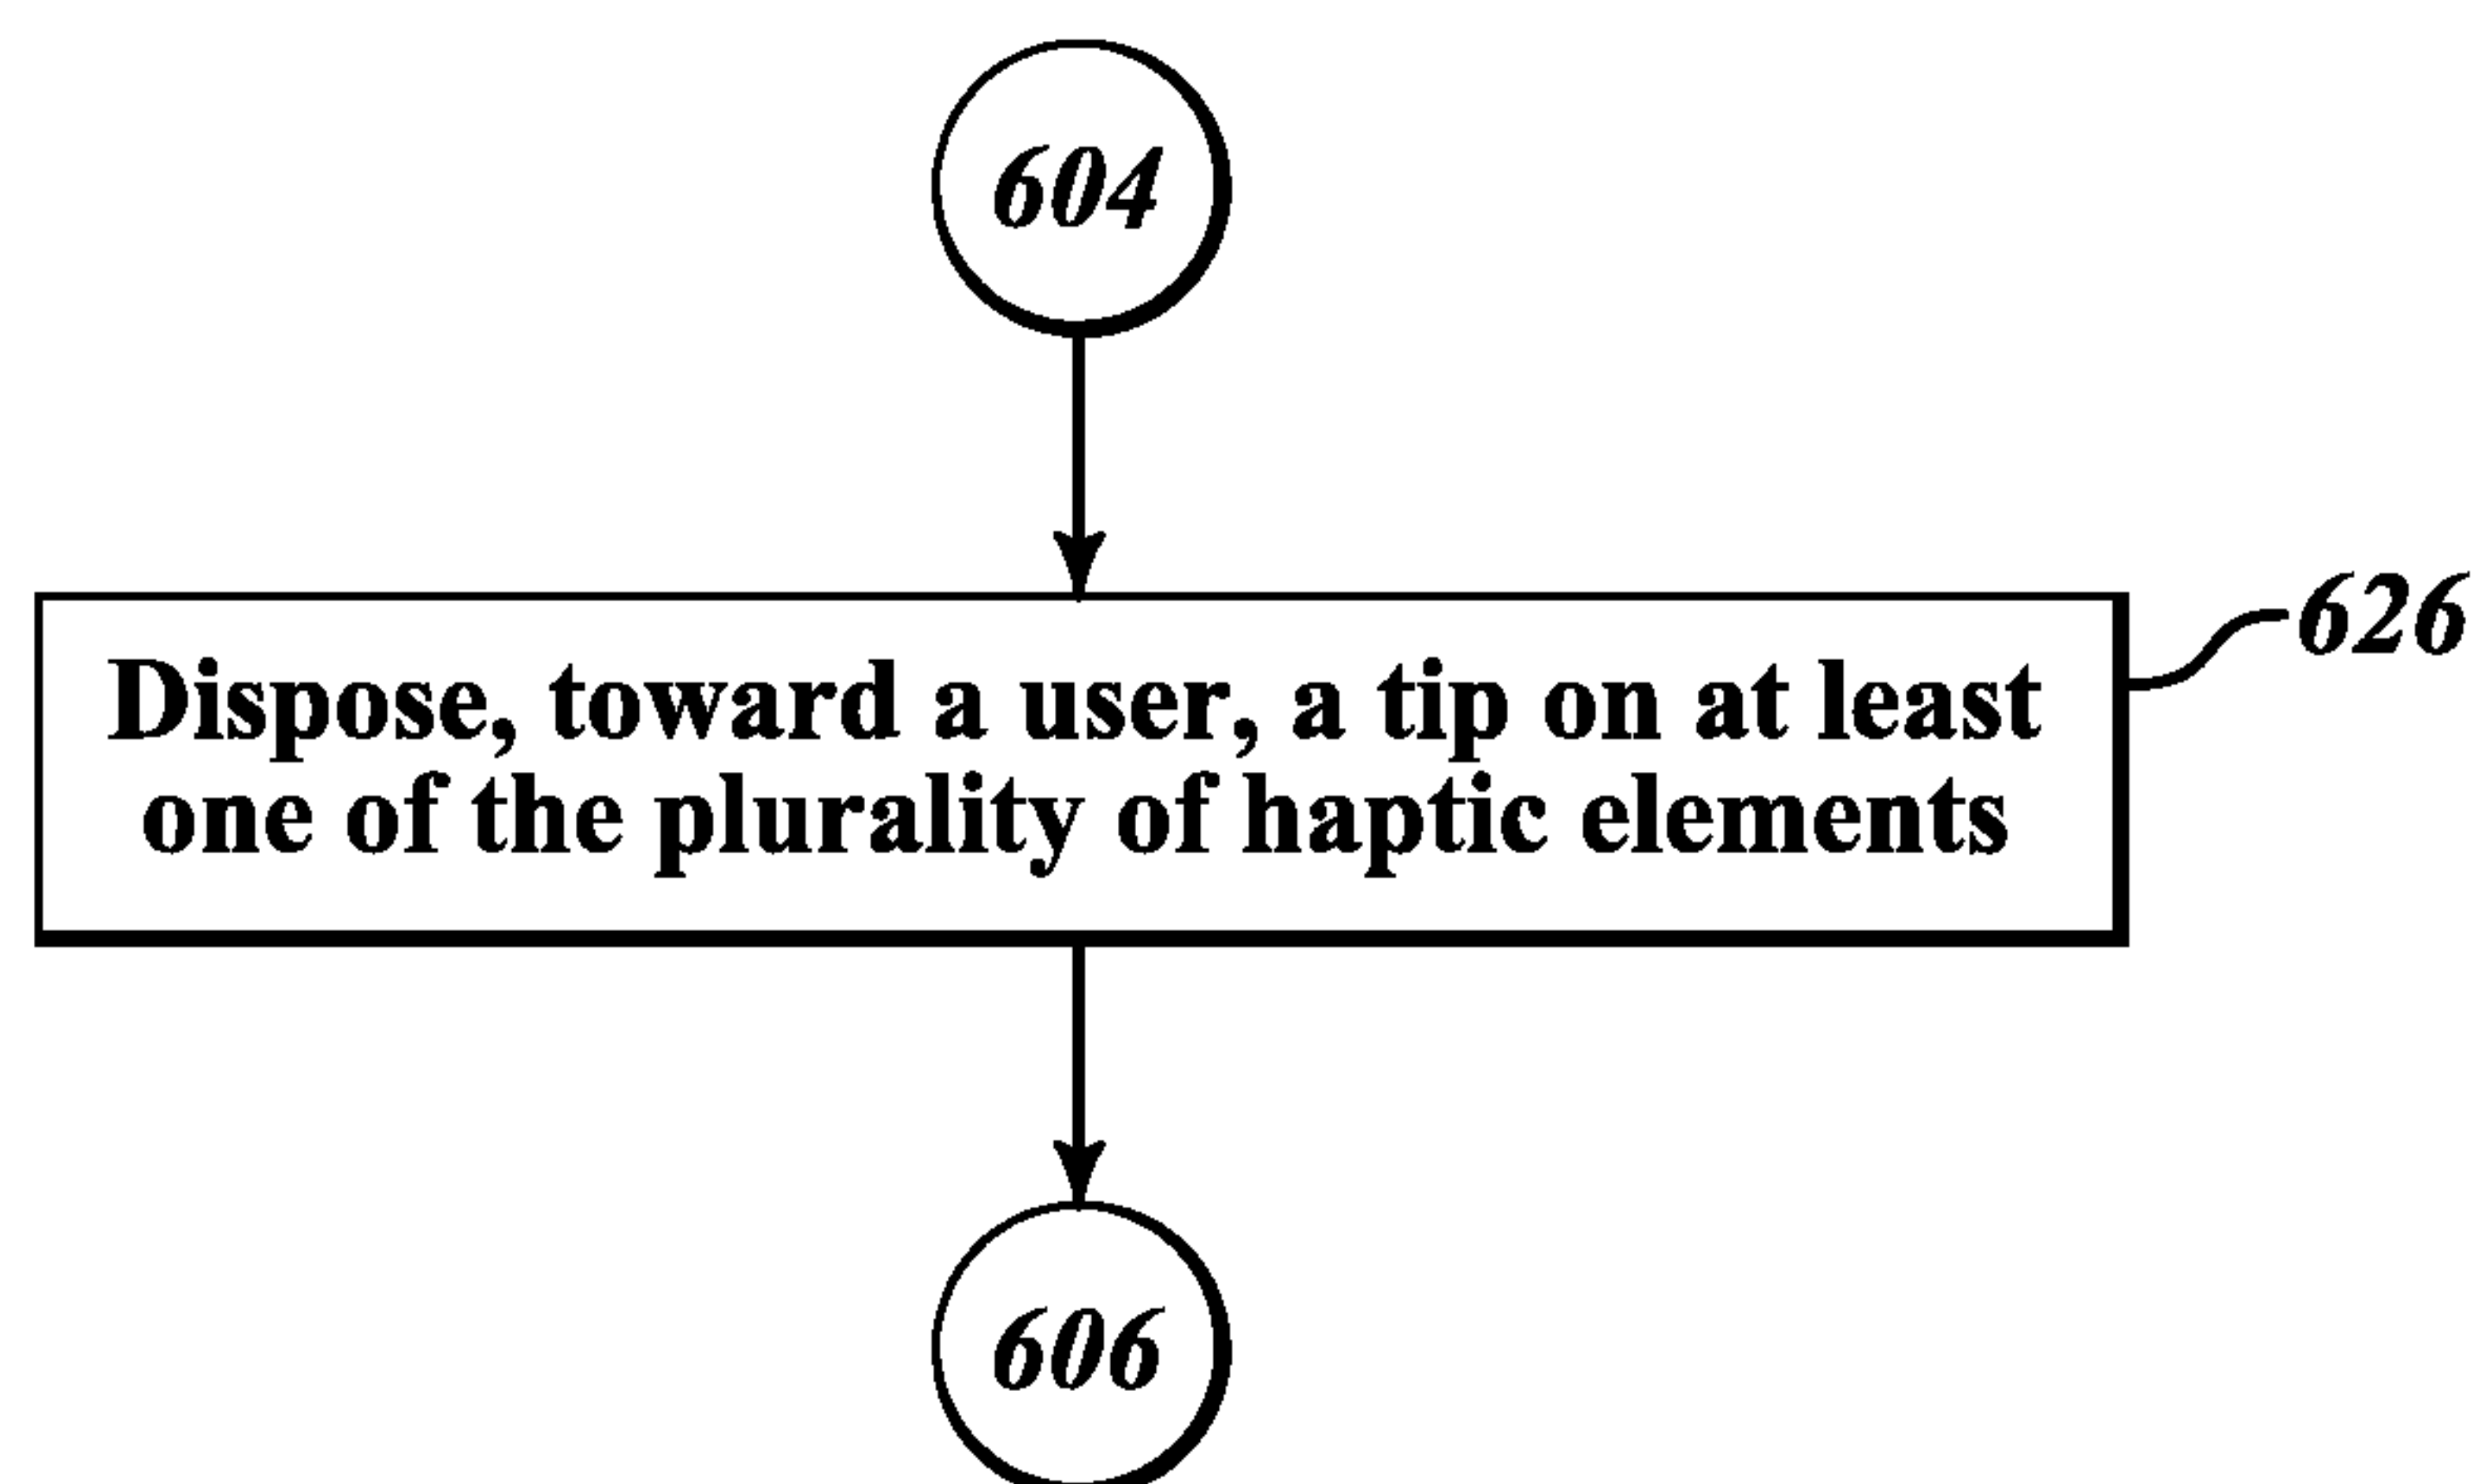 604
626
Dispose, toward a user, a tip on at least
one of the plurality of haptic elements
606